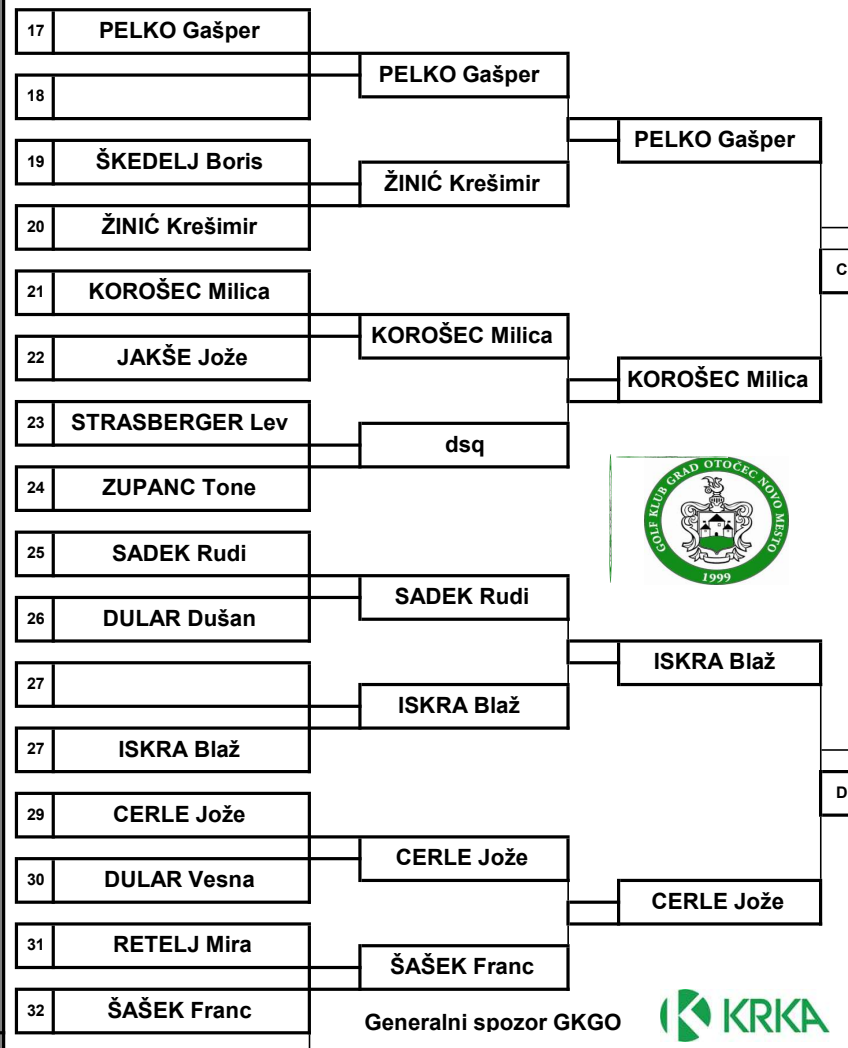 17 PELKO Gašper
18
19 ŠKEDELJ Boris
20 ŽINIĆ Krešimir
21 KOROŠEC Milica
22 JAKŠE Jože
23 STRASBERGER Lev
24 ZUPANC Tone
25 SADEK Rudi
26 DULAR Dušan
27
27 ISKRA Blaž
29 CERLE Jože
30 DULAR Vesna
31 RETELJ Mira
32 ŠAŠEK Franc
PELKO Gašper
ŽINIĆ Krešimir
KOROŠEC Milica
dsq
SADEK Rudi
ISKRA Blaž
CERLE Jože
ŠAŠEK Franc
PELKO Gašper
KOROŠEC Milica
ISKRA Blaž
CERLE Jože
C
D
GOLF KLUB GRAD OTOČEC NOVO MESTO
1999
Generalni spozor GKGO
KRKA